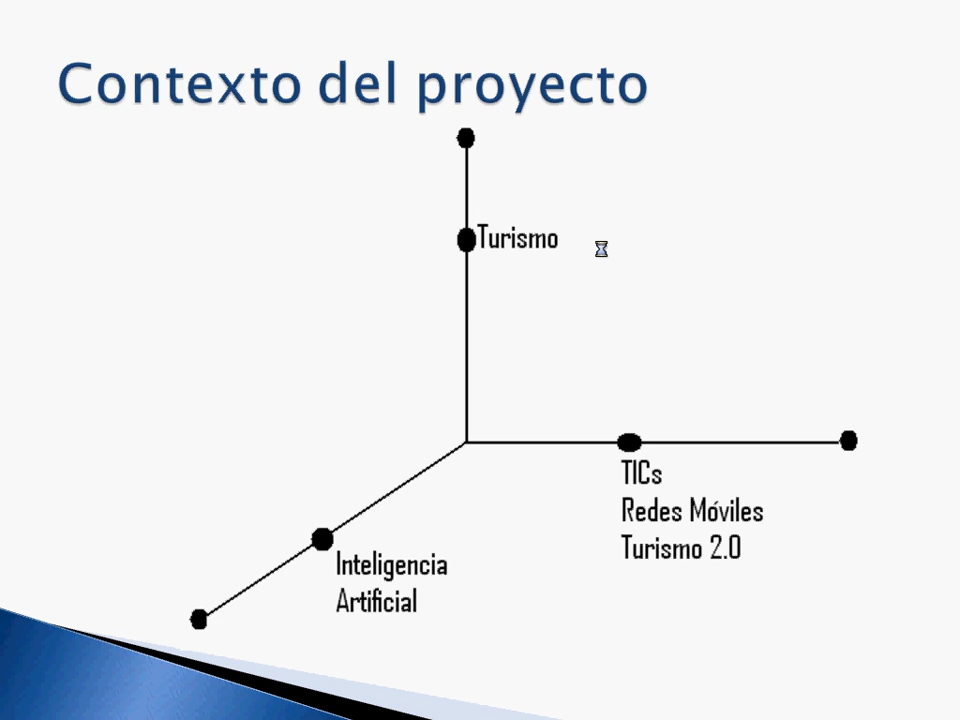 Contexto del proyecto
Turismo
TICs
Redes Móviles
Turismo 2.0
Inteligencia
Artificial